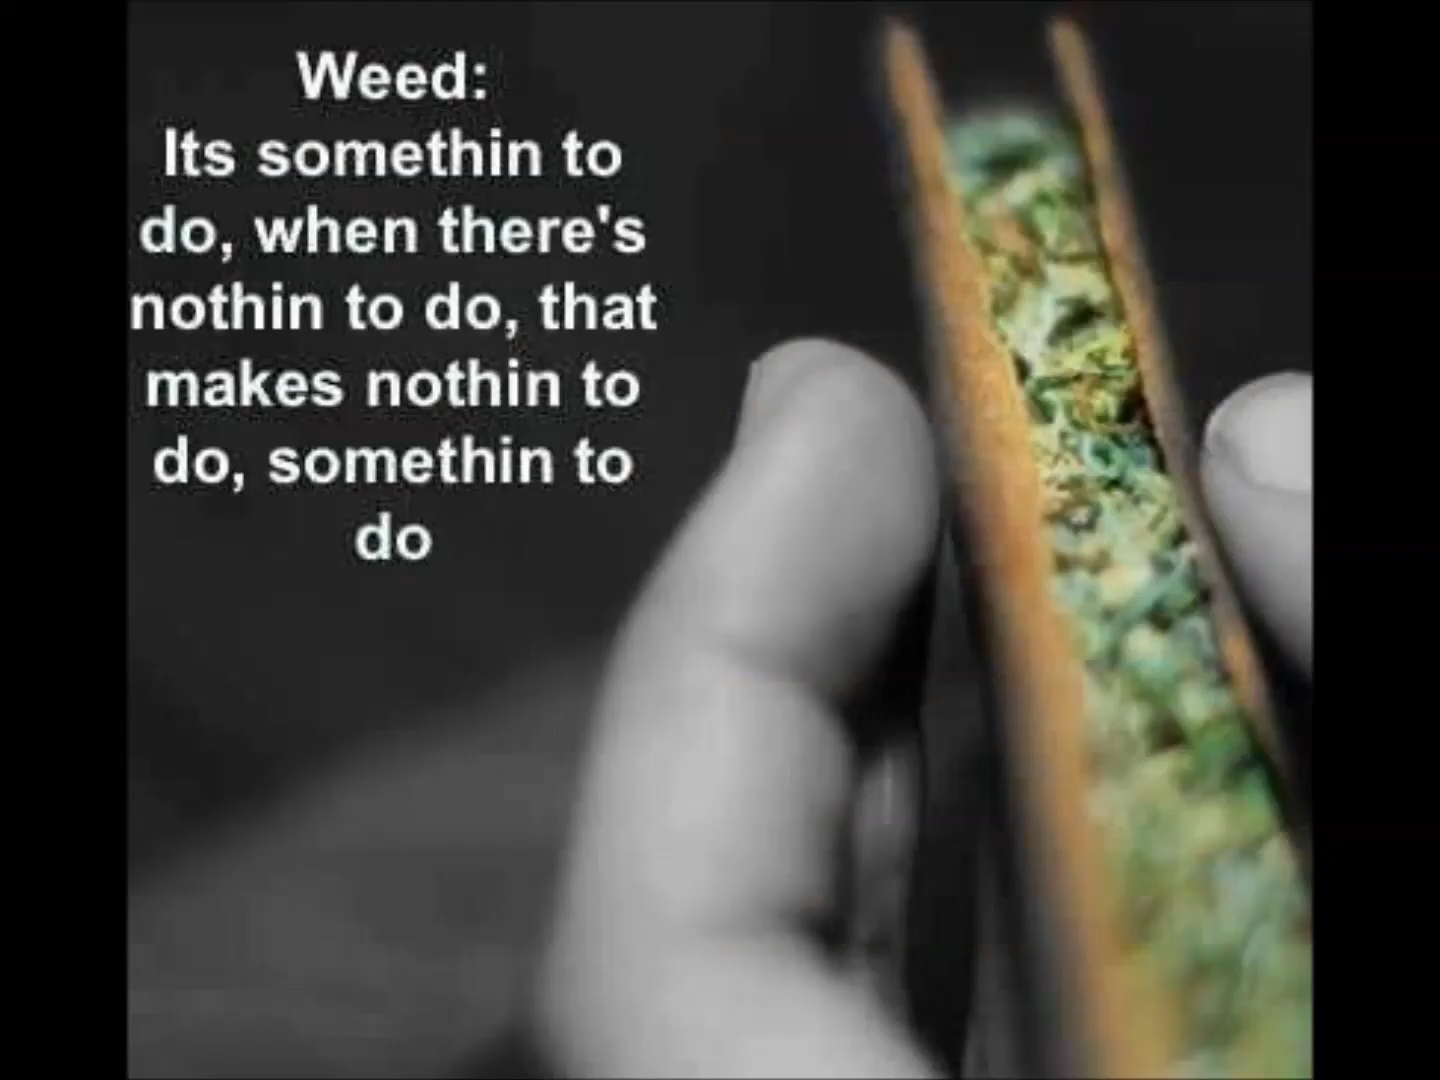 Weed:
Its somethin to
do, when there's
nothin to do, that
makes nothin to
do, somethin to
do